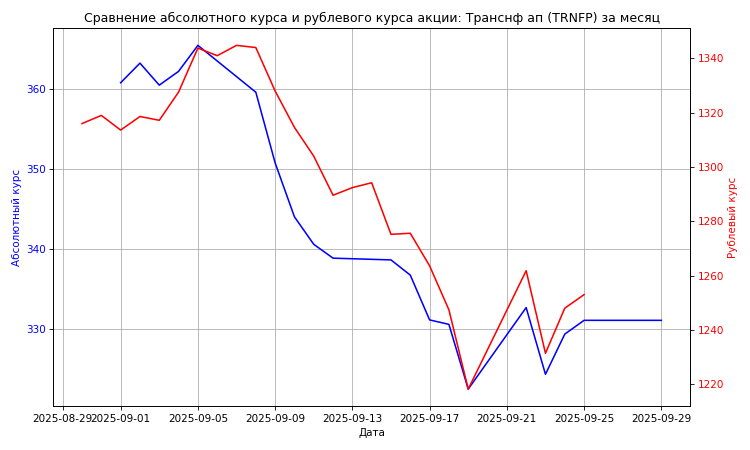 Сравнение абсолютного курса и рублевого курса акции: Транснф ап (TRNFP) за месяц
360
350
340
330
Абсолютный курс
1340
1320
1300
1280
1260
1240
1220
Рублевый курс
2025-08-29 2025-09-01 2025-09-05 2025-09-09 2025-09-13 2025-09-17 2025-09-21 2025-09-25 2025-09-29
Дата